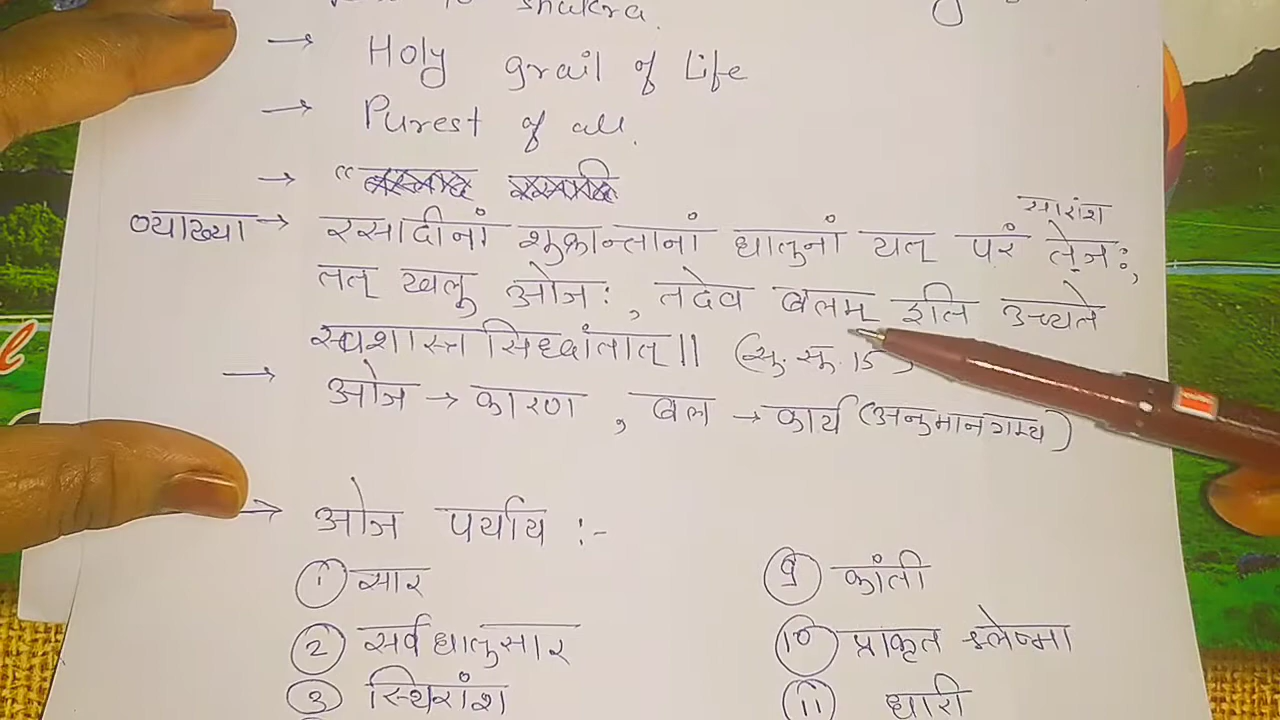 shukra.
→ Holy grail of Life
→ Purest of all.
→ "
सारांश
व्याख्या → रसादीनां शुक्रान्तानां धातुनां यत् परं तेजः,
तत् खलु ओजः, तदेव बलम् इति उच्यते
स्वशास्त्र सिध्दांतात्॥ (सु. सू. 15)
→ ओज → कारण , बल → कार्य (अनुमानगम्य)
→ ओज पर्याय :-
① सार
② सर्वधातुसार
③ स्थिरांश
⑨ कांती
⑩ प्राकृत श्लेष्मा
⑪ धारी